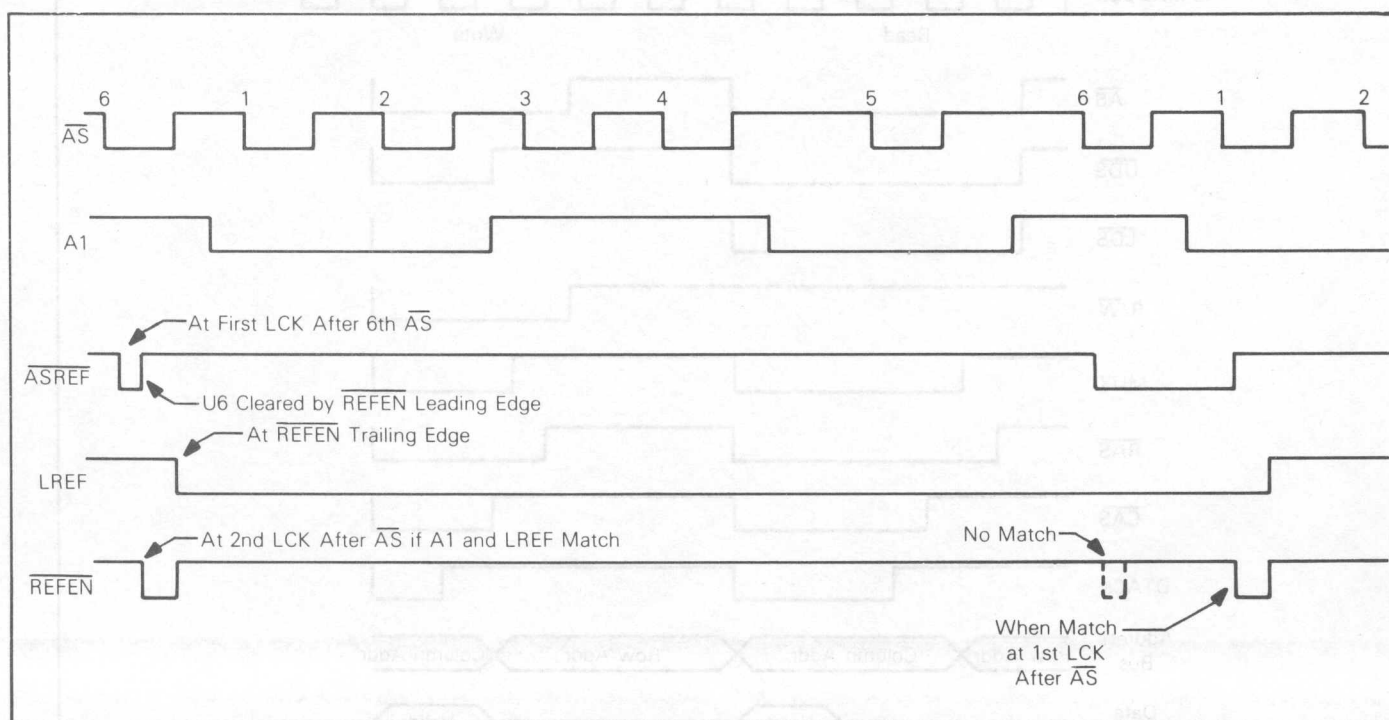 6 1 2 3 4 5 6 1 2
AS
A1
At First LCK After 6th AS
ASREF
U6 Cleared by REFEN Leading Edge
At REFEN Trailing Edge
LREF
At 2nd LCK After AS if A1 and LREF Match
No Match
REFEN
When Match
at 1st LCK
After AS